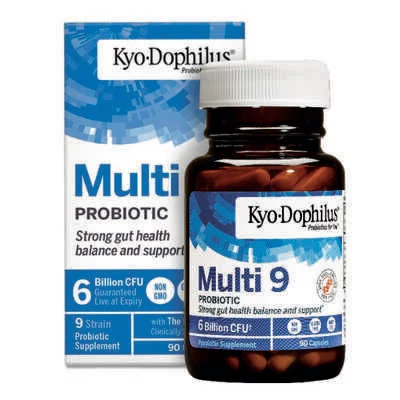 Kyo·Dophilus®
Probiotic
Multi
PROBIOTIC
Strong gut health
balance and support
6 Billion CFU
Guaranteed
Live at Expiry
NON
GMO
9 Strain
Probiotic
Supplement
with The
Clinically
90
Kyo·Dophilus®
Probiotics for You™
Multi 9
PROBIOTIC
Strong gut health balance and support†
6 Billion CFU
Probiotic Supplement
90 Capsules